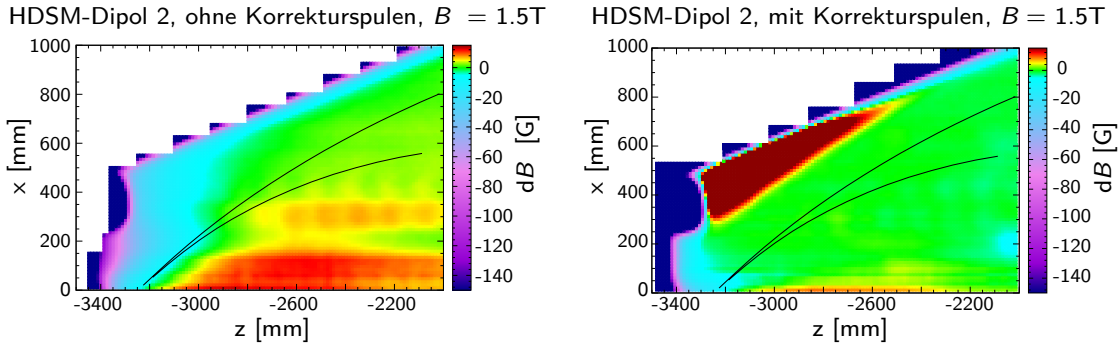 HDSM-Dipol 2, ohne Korrekturspulen, B = 1.5T
1000
800
600
400
200
0
x [mm]
-3400 -3000 -2600 -2200
z [mm]
0
-20
-40
-60
-80
-100
-120
-140
dB [G]
HDSM-Dipol 2, mit Korrekturspulen, B = 1.5T
1000
800
600
400
200
0
x [mm]
-3400 -3000 -2600 -2200
z [mm]
0
-20
-40
-60
-80
-100
-120
-140
dB [G]